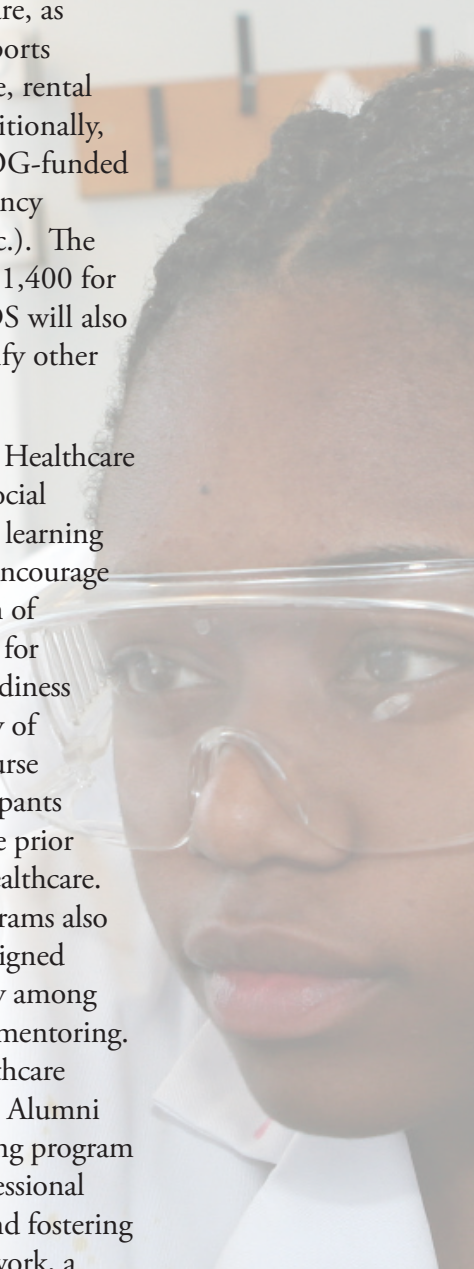 re, as
orts
e, rental
itionally,
OG-funded
ncy
c.). The
1,400 for
OS will also
fy other
Healthcare
ocial
learning
ncourage
n of
for
diness
y of
urse
pants
e prior
ealthcare.
rams also
igned
y among
mentoring.
thcare
Alumni
ng program
essional
nd fostering
work, a